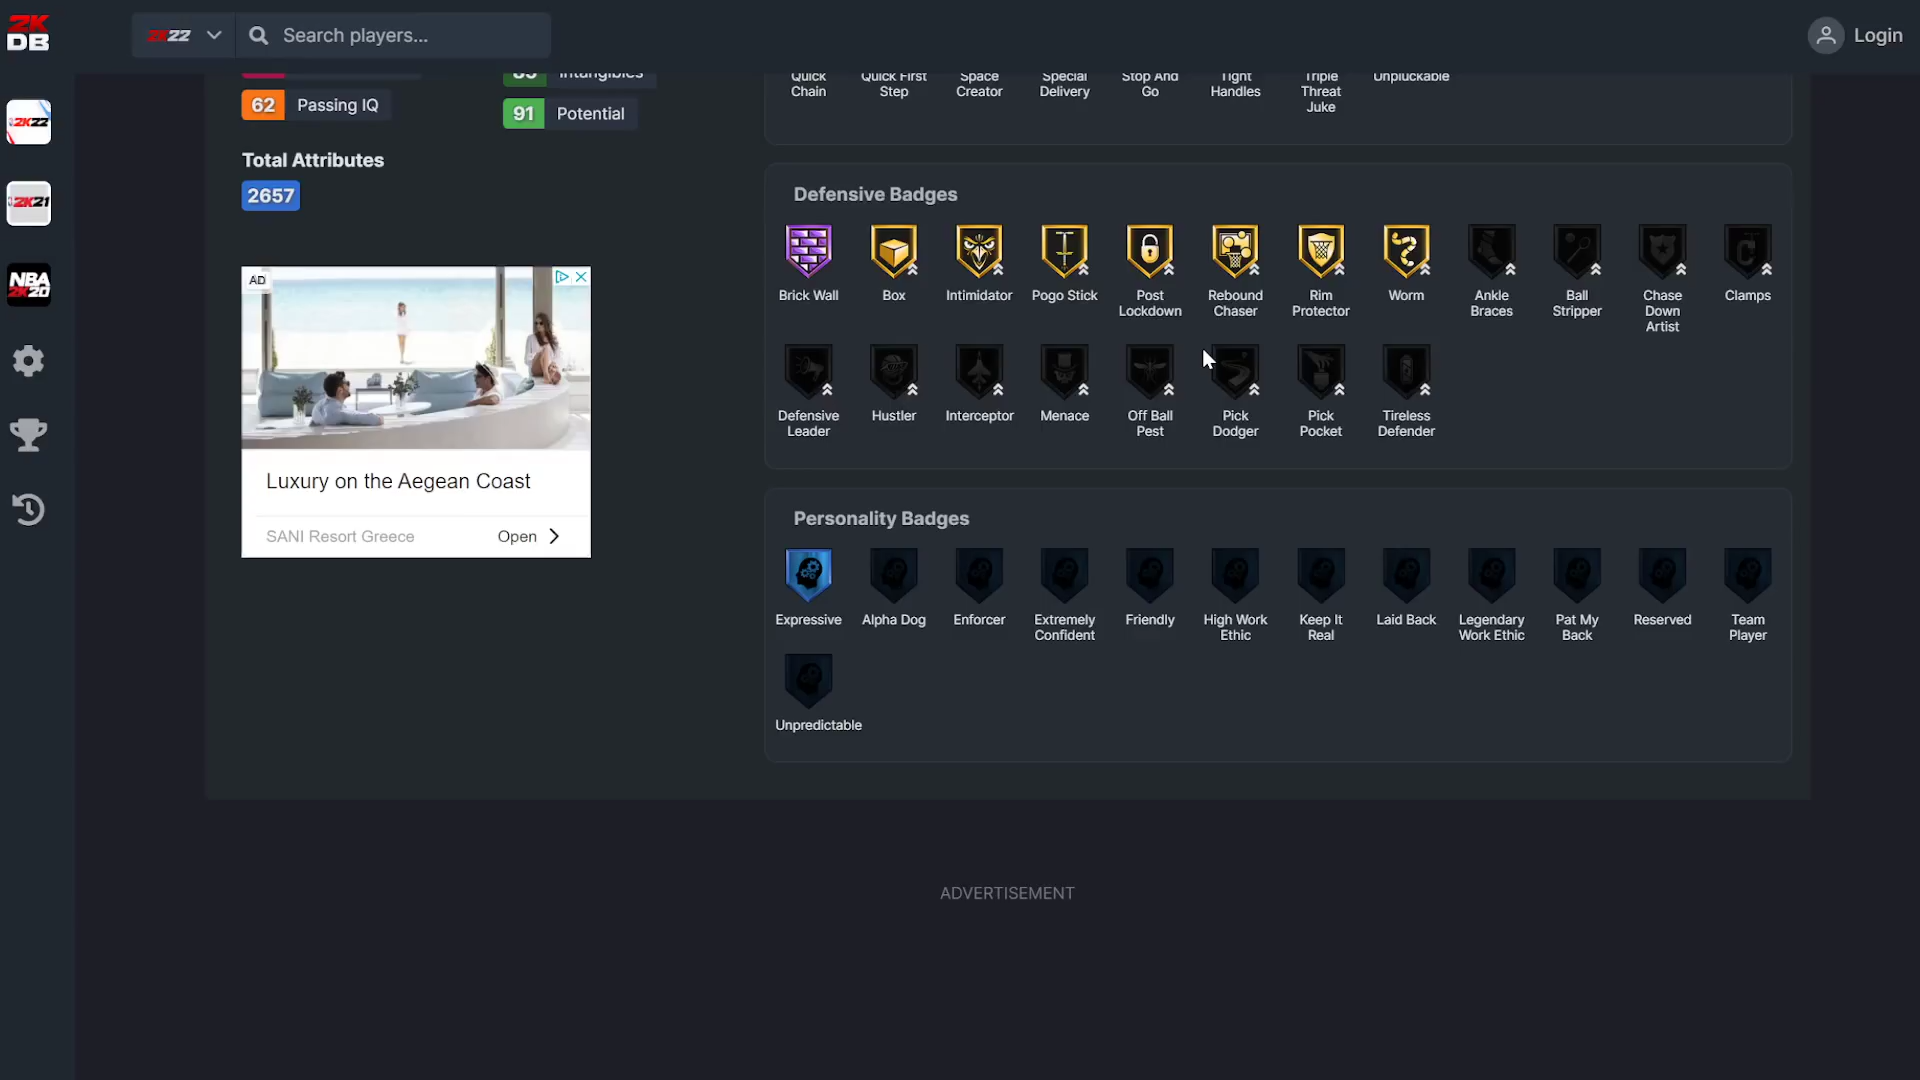 2K
DB
2K22
Search players...
Login
2K22
2K21
NBA
2K20
62 Passing IQ
Intangibles
91 Potential
Total Attributes
2657
AD
Luxury on the Aegean Coast
SANI Resort Greece
Open
Quick
Chain
Quick First
Step
Space
Creator
Special
Delivery
Stop And
Go
Tight
Handles
Triple
Threat
Juke
Unpluckable
Defensive Badges
Brick Wall
Box
Intimidator
Pogo Stick
Post
Lockdown
Rebound
Chaser
Rim
Protector
Worm
Ankle
Braces
Ball
Stripper
Chase
Down
Artist
Clamps
Defensive
Leader
Hustler
Interceptor
Menace
Off Ball
Pest
Pick
Dodger
Pick
Pocket
Tireless
Defender
Personality Badges
Expressive
Alpha Dog
Enforcer
Extremely
Confident
Friendly
High Work
Ethic
Keep It
Real
Laid Back
Legendary
Work Ethic
Pat My
Back
Reserved
Team
Player
Unpredictable
ADVERTISEMENT